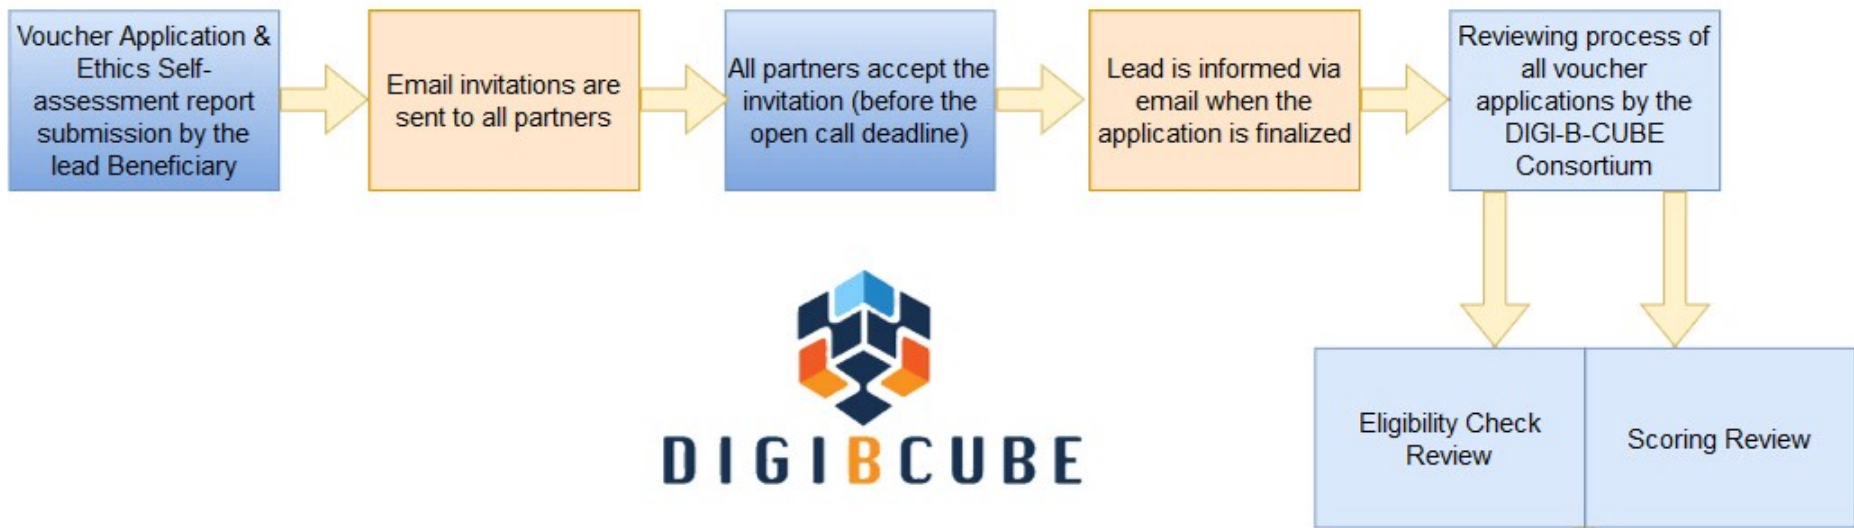 Voucher Application &
Ethics Self-
assessment report
submission by the
lead Beneficiary
Email invitations are
sent to all partners
All partners accept the
invitation (before the
open call deadline)
Lead is informed via
email when the
application is finalized
Reviewing process of
all voucher
applications by the
DIGI-B-CUBE
Consortium
Eligibility Check
Review
Scoring Review
DIGIBCUBE